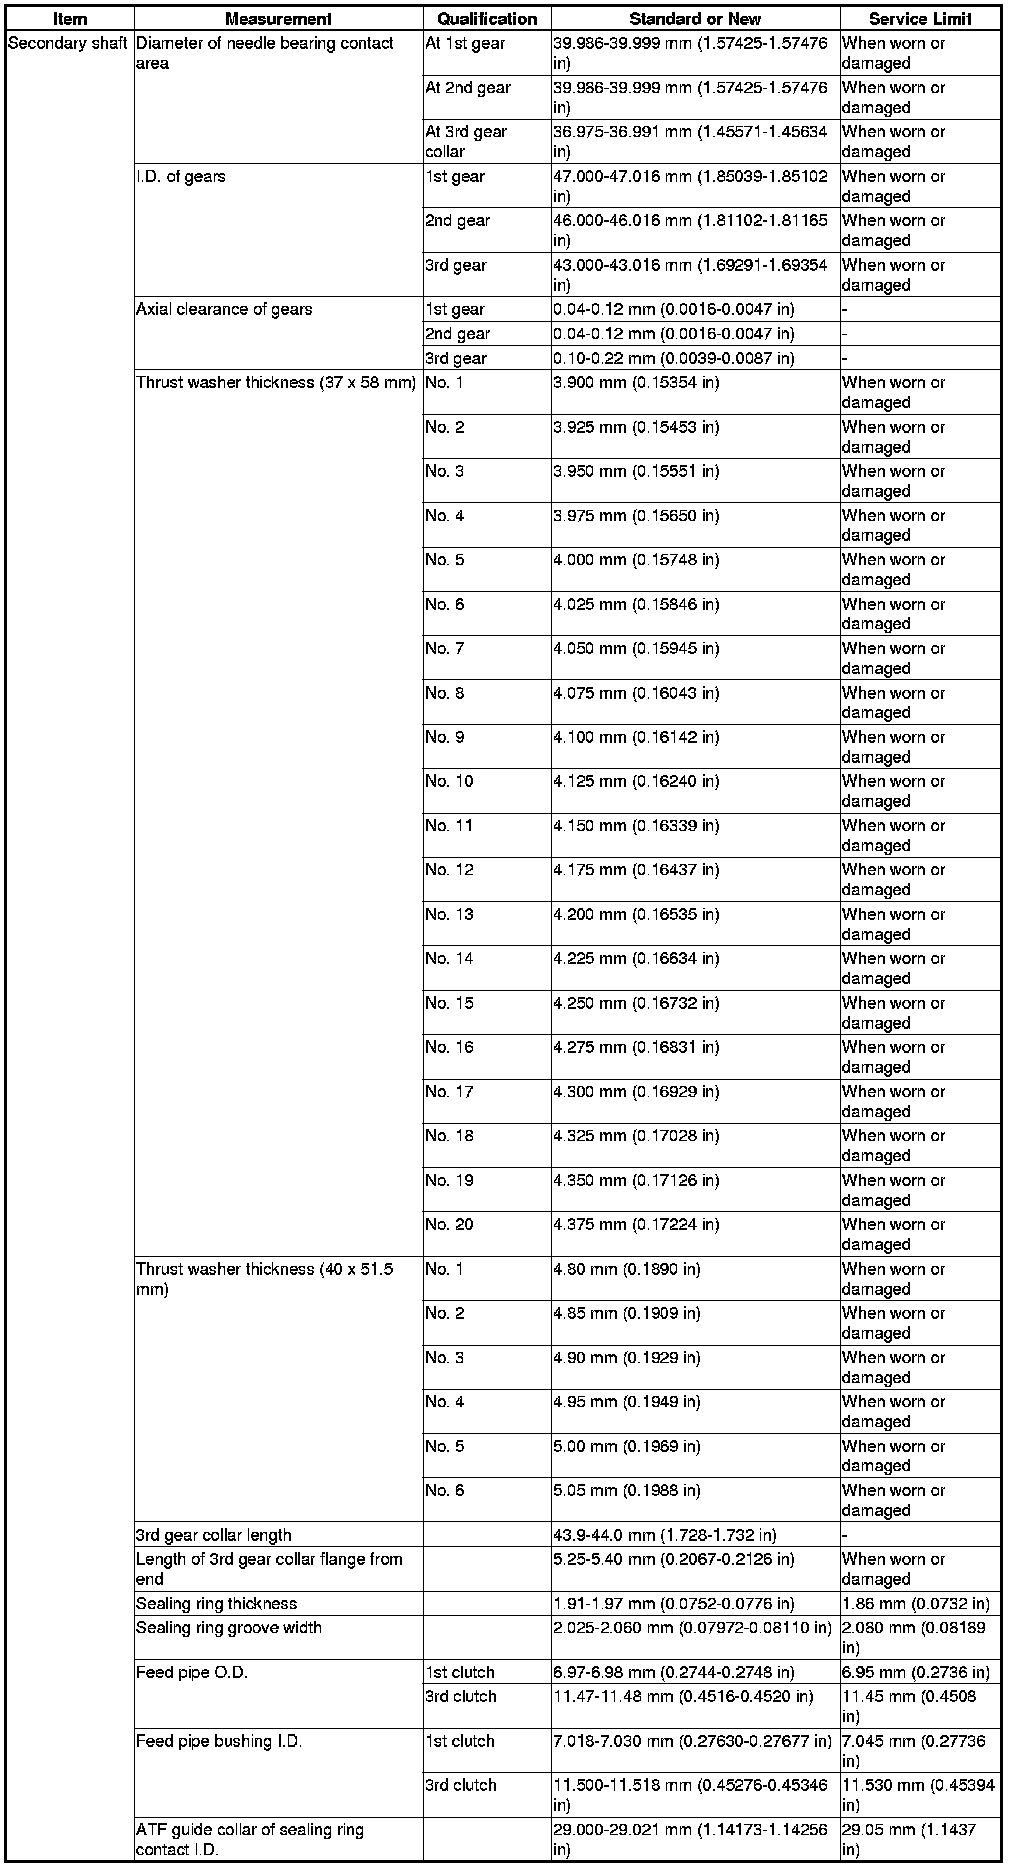 Item Measurement Qualification Standard or New Service Limit
Secondary shaft Diameter of needle bearing contact At 1st gear 39.986-39.999 mm (1.57425-1.57476 When worn or
area in) damaged
At 2nd gear 39.986-39.999 mm (1.57425-1.57476 When worn or
in) damaged
At 3rd gear 36.975-36.991 mm (1.45571-1.45634 When worn or
collar in) damaged
I.D. of gears 1st gear 47.000-47.016 mm (1.85039-1.85102 When worn or
in) damaged
2nd gear 46.000-46.016 mm (1.81102-1.81165 When worn or
in) damaged
3rd gear 43.000-43.016 mm (1.69291-1.69354 When worn or
in) damaged
Axial clearance of gears 1st gear 0.04-0.12 mm (0.0016-0.0047 in) -
2nd gear 0.04-0.12 mm (0.0016-0.0047 in) -
3rd gear 0.10-0.22 mm (0.0039-0.0087 in) -
Thrust washer thickness (37 x 58 mm) No. 1 3.900 mm (0.15354 in) When worn or
damaged
No. 2 3.925 mm (0.15453 in) When worn or
damaged
No. 3 3.950 mm (0.15551 in) When worn or
damaged
No. 4 3.975 mm (0.15650 in) When worn or
damaged
No. 5 4.000 mm (0.15748 in) When worn or
damaged
No. 6 4.025 mm (0.15846 in) When worn or
damaged
No. 7 4.050 mm (0.15945 in) When worn or
damaged
No. 8 4.075 mm (0.16043 in) When worn or
damaged
No. 9 4.100 mm (0.16142 in) When worn or
damaged
No. 10 4.125 mm (0.16240 in) When worn or
damaged
No. 11 4.150 mm (0.16339 in) When worn or
damaged
No. 12 4.175 mm (0.16437 in) When worn or
damaged
No. 13 4.200 mm (0.16535 in) When worn or
damaged
No. 14 4.225 mm (0.16634 in) When worn or
damaged
No. 15 4.250 mm (0.16732 in) When worn or
damaged
No. 16 4.275 mm (0.16831 in) When worn or
damaged
No. 17 4.300 mm (0.16929 in) When worn or
damaged
No. 18 4.325 mm (0.17028 in) When worn or
damaged
No. 19 4.350 mm (0.17126 in) When worn or
damaged
No. 20 4.375 mm (0.17224 in) When worn or
damaged
Thrust washer thickness (40 x 51.5 No. 1 4.80 mm (0.1890 in) When worn or
mm) damaged
No. 2 4.85 mm (0.1909 in) When worn or
damaged
No. 3 4.90 mm (0.1929 in) When worn or
damaged
No. 4 4.95 mm (0.1949 in) When worn or
damaged
No. 5 5.00 mm (0.1969 in) When worn or
damaged
No. 6 5.05 mm (0.1988 in) When worn or
damaged
3rd gear collar length 43.9-44.0 mm (1.728-1.732 in) -
Length of 3rd gear collar flange from 5.25-5.40 mm (0.2067-0.2126 in) When worn or
end damaged
Sealing ring thickness 1.91-1.97 mm (0.0752-0.0776 in) 1.86 mm (0.0732 in)
Sealing ring groove width 2.025-2.060 mm (0.07972-0.08110 in) 2.080 mm (0.08189
in)
Feed pipe O.D. 1st clutch 6.97-6.98 mm (0.2744-0.2748 in) 6.95 mm (0.2736 in)
3rd clutch 11.47-11.48 mm (0.4516-0.4520 in) 11.45 mm (0.4508
in)
Feed pipe bushing I.D. 1st clutch 7.018-7.030 mm (0.27630-0.27677 in) 7.045 mm (0.27736
in)
3rd clutch 11.500-11.518 mm (0.45276-0.45346 11.530 mm (0.45394
in) in)
ATF guide collar of sealing ring 29.000-29.021 mm (1.14173-1.14256 29.05 mm (1.1437
contact I.D. in) in)